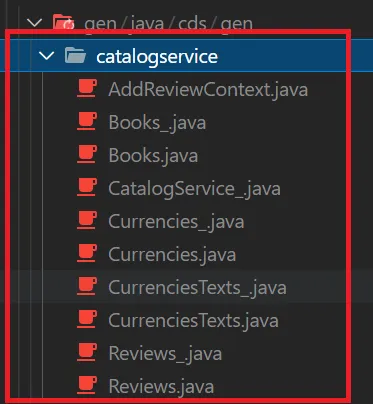 gen/java/cds/gen
catalogservice
AddReviewContext.java
Books_.java
Books.java
CatalogService_.java
Currencies_.java
Currencies.java
CurrenciesTexts_.java
CurrenciesTexts.java
Reviews_.java
Reviews.java